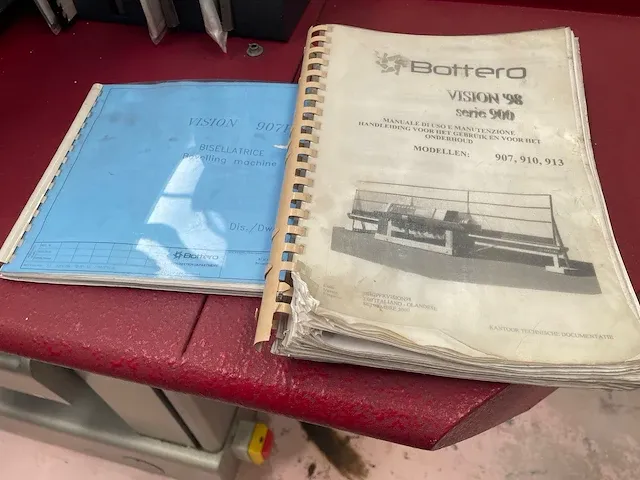 VISION 907
BISELLATRICE
Beselling machine
Dis./Dw
Bottero
Bottero
VISION '98
serie 900
MANUALE DI USO E MANUTENZIONE
HANDLEIDING VOOR HET GEBRUIK EN VOOR HET
ONDERHOUD
MODELLEN: 907, 910, 913
KANTOOR TECHNISCHE DOCUMENTATIE